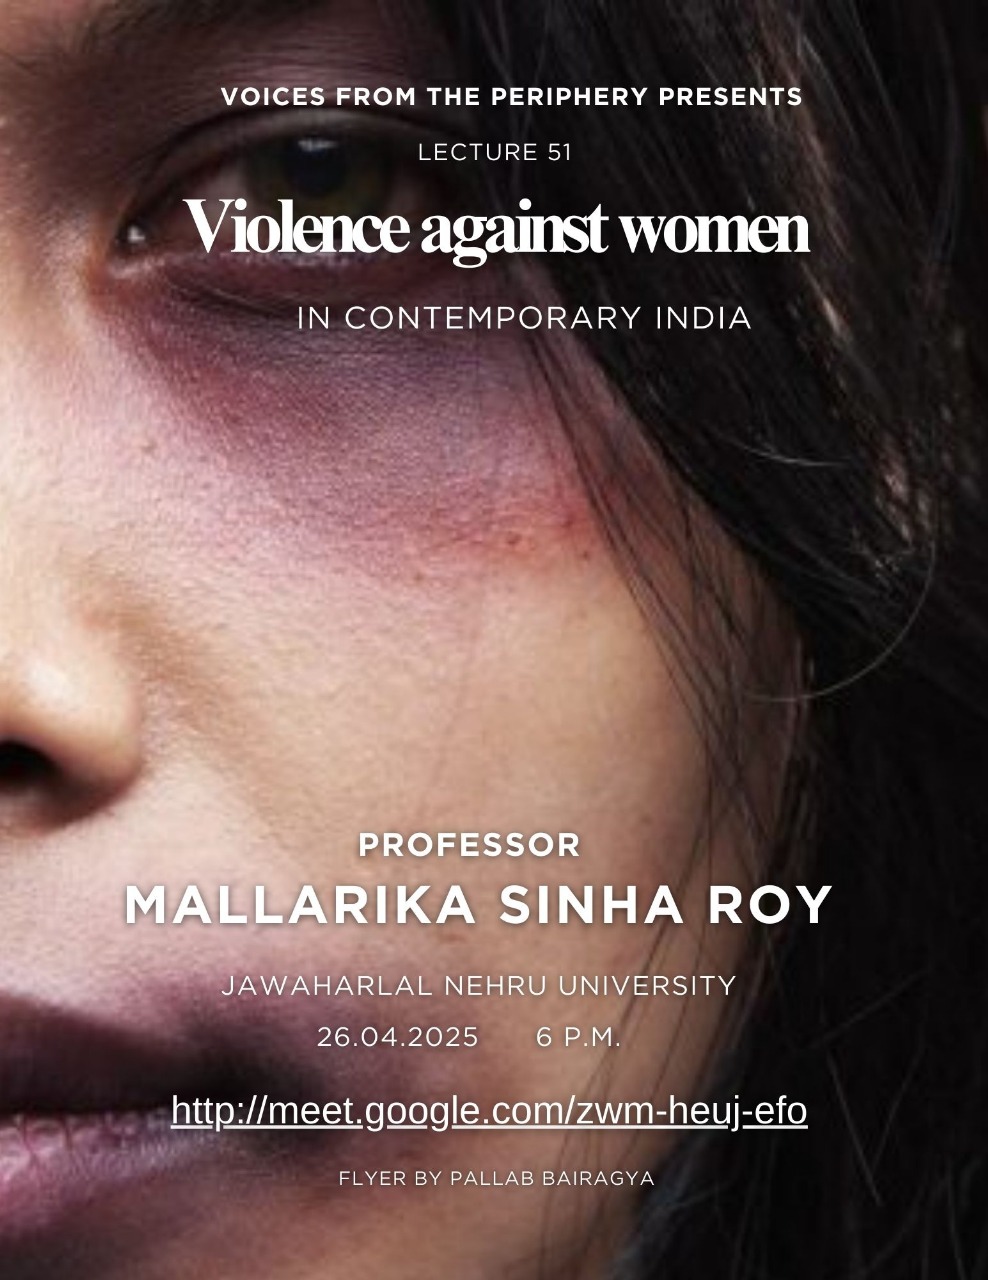 VOICES FROM THE PERIPHERY PRESENTS
LECTURE 51
Violence against women
IN CONTEMPORARY INDIA
PROFESSOR
MALLARIKA SINHA ROY
JAWAHARLAL NEHRU UNIVERSITY
26.04.2025 6 P.M.
http://meet.google.com/zwm-heuj-efo
FLYER BY PALLAB BAIRAGYA